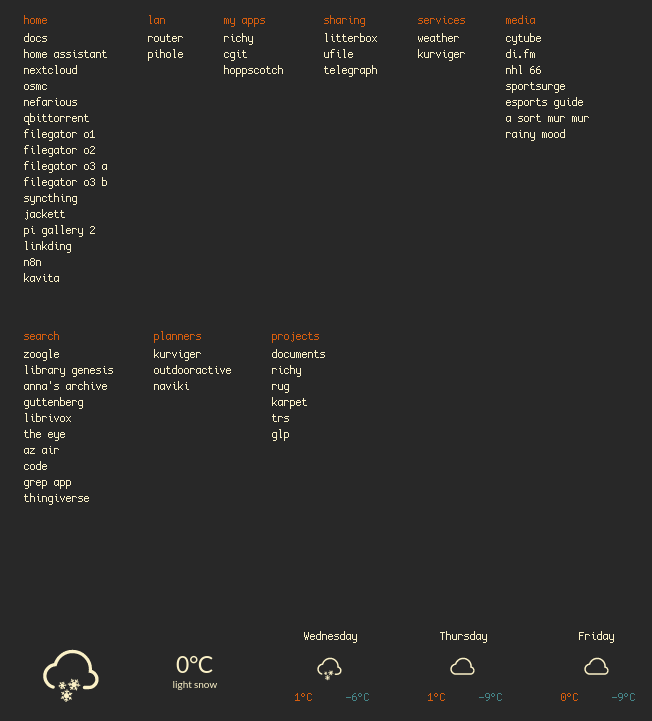 home
docs
home assistant
nextcloud
osmc
nefarious
qbittorrent
filegator o1
filegator o2
filegator o3 a
filegator o3 b
syncthing
jackett
pi gallery 2
linkding
n8n
kavita
lan
router
pihole
my apps
richy
cgit
hoppscotch
sharing
litterbox
ufile
telegraph
services
weather
kurviger
media
cytube
di.fm
nhl 66
sportsurge
esports guide
a sort mur mur
rainy mood
search
zoogle
library genesis
anna's archive
guttenberg
librivox
the eye
az air
code
grep app
thingiverse
planners
kurviger
outdooractive
naviki
projects
documents
richy
rug
karpet
trs
glp
0°C
light snow
Wednesday
1°C -6°C
Thursday
1°C -9°C
Friday
0°C -9°C